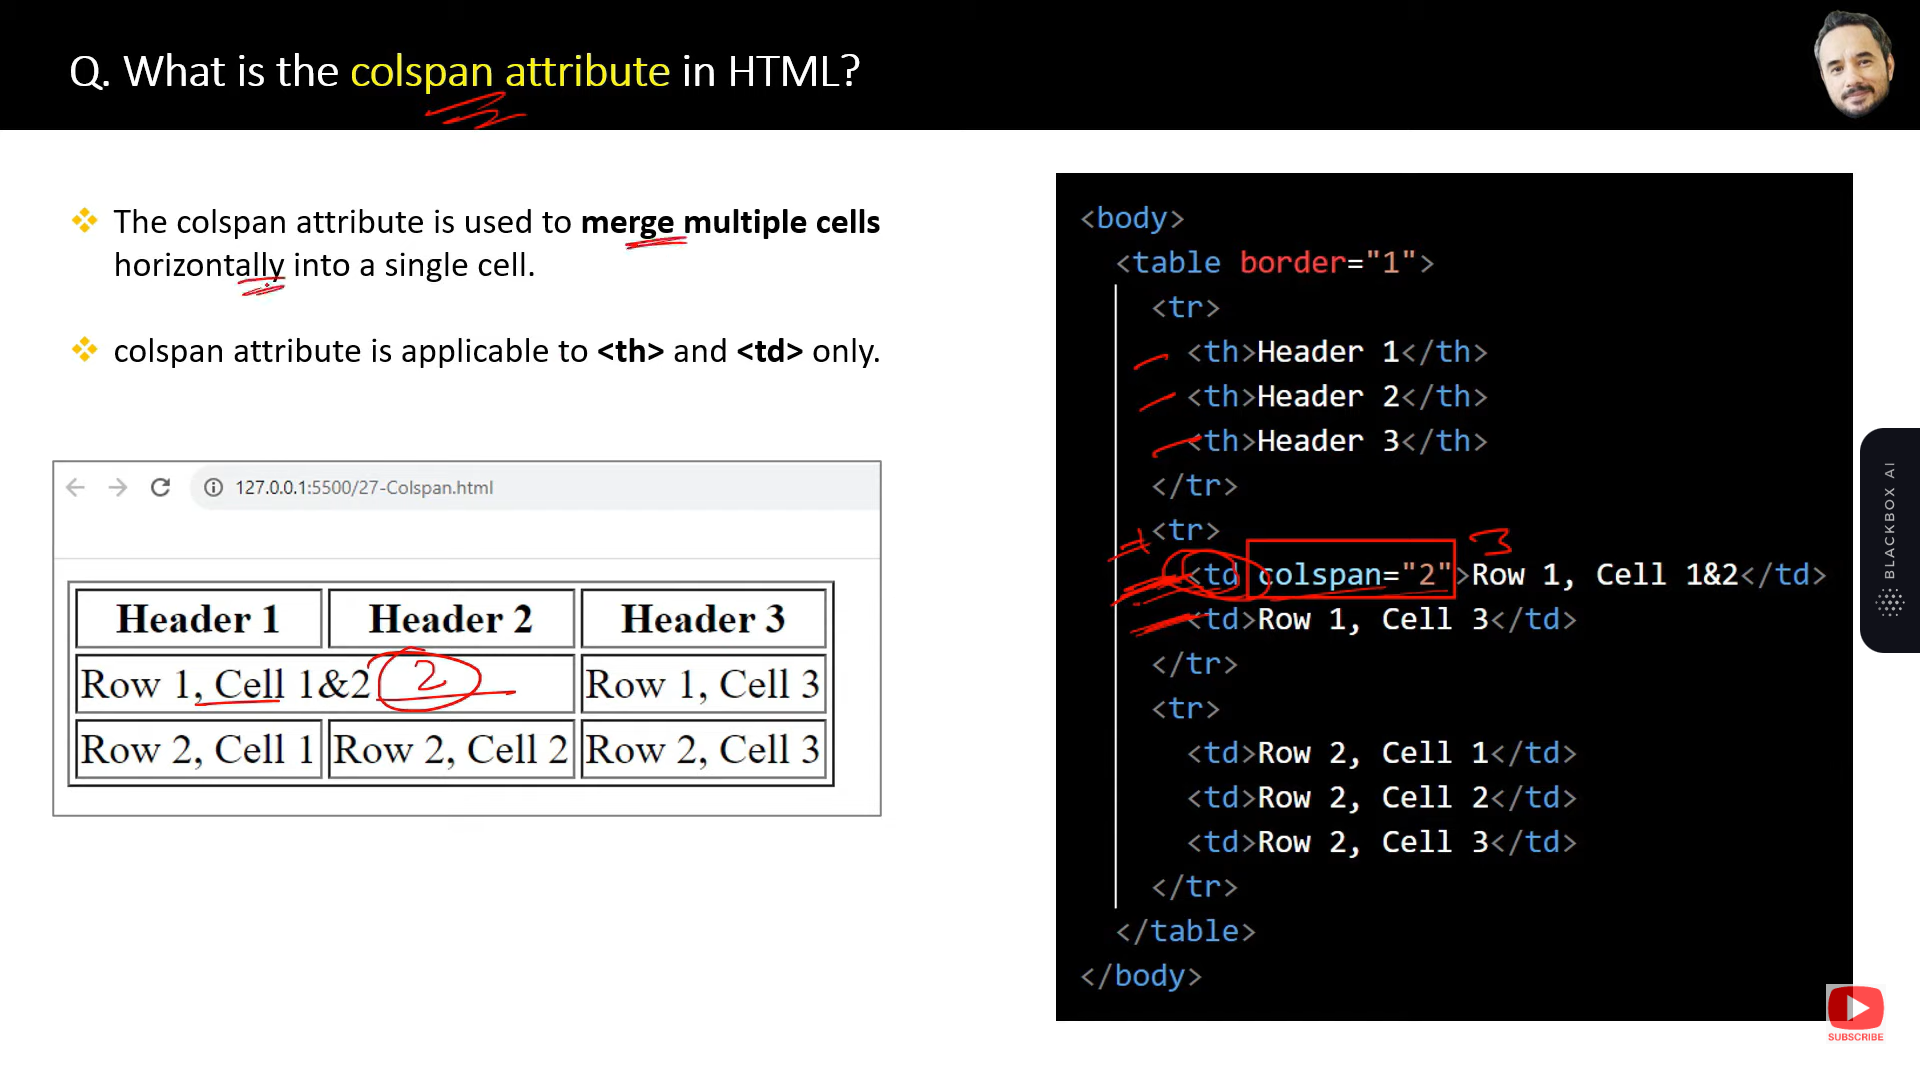 Q. What is the colspan attribute in HTML?
The colspan attribute is used to merge multiple cells
horizontally into a single cell.
colspan attribute is applicable to <th> and <td> only.
127.0.0.1:5500/27-Colspan.html
Header 1 Header 2 Header 3
Row 1, Cell 1&2 2 Row 1, Cell 3
Row 2, Cell 1 Row 2, Cell 2 Row 2, Cell 3
<body>
<table border="1">
<tr>
<th>Header 1</th>
<th>Header 2</th>
<th>Header 3</th>
</tr>
<tr>
3
<td colspan="2">Row 1, Cell 1&2</td>
<td>Row 1, Cell 3</td>
</tr>
<tr>
<td>Row 2, Cell 1</td>
<td>Row 2, Cell 2</td>
<td>Row 2, Cell 3</td>
</tr>
</table>
</body>
BLACKBOX AI
SUBSCRIBE